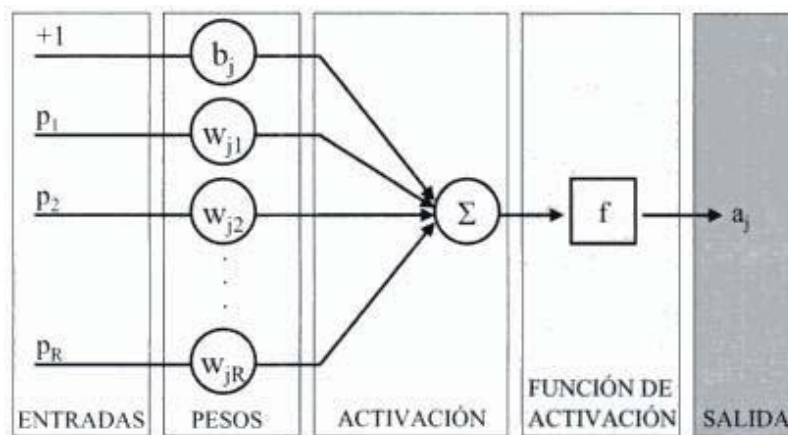 +1
b_j
p_1
w_j1
p_2
w_j2
Σ
f
a_j
p_R
w_jR
ENTRADAS
PESOS
ACTIVACIÓN
FUNCIÓN DE
ACTIVACIÓN
SALIDA